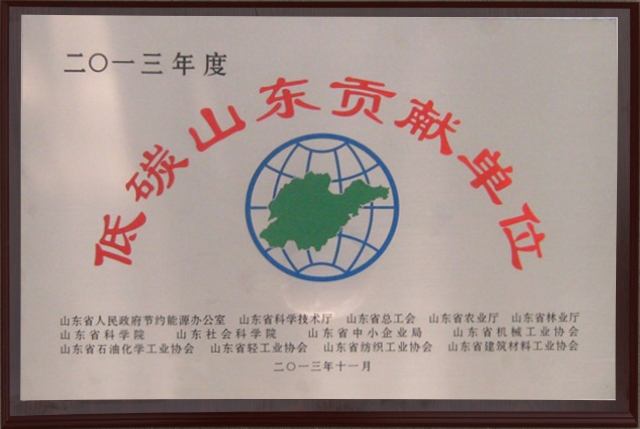 二〇一三年度
低碳山东贡献单位
山东省人民政府节约能源办公室 山东省科学技术厅 山东省总工会 山东省农业厅 山东省林业厅
山东省科学院 山东社会科学院 山东省中小企业局 山东省机械工业协会
山东省石油化学工业协会 山东省轻工业协会 山东省纺织工业协会 山东省建筑材料工业协会
二〇一三年十一月